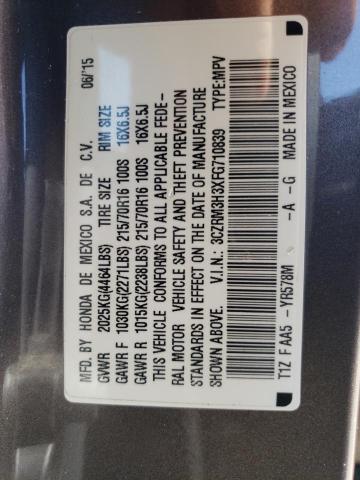 MFD. BY HONDA DE MEXICO S.A. DE C.V. 06/'15
GVWR 2025KG(4464LBS) TIRE SIZE RIM SIZE
GAWR F 1030KG(2271LBS) 215/70R16 100S 16X6.5J
GAWR R 1015KG(2238LBS) 215/70R16 100S 16X6.5J
THIS VEHICLE CONFORMS TO ALL APPLICABLE FEDE-
RAL MOTOR VEHICLE SAFETY AND THEFT PREVENTION
STANDARDS IN EFFECT ON THE DATE OF MANUFACTURE
SHOWN ABOVE. V.I.N.: 3CZRM3H3XFG710839 TYPE:MPV
T1Z F AA5 -YR578M -A -G MADE IN MEXICO